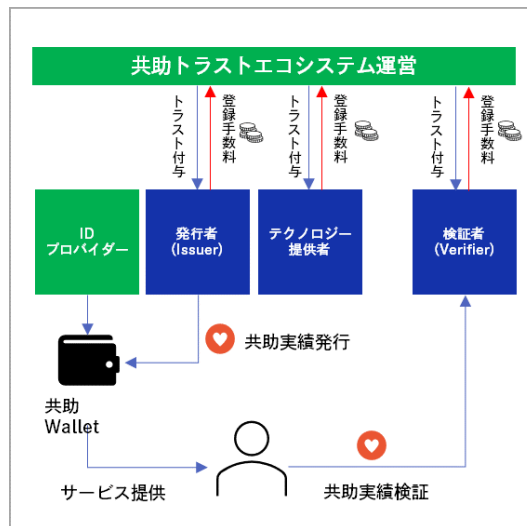 共助トラストエコシステム運営
トラスト付与
登録手数料
トラスト付与
登録手数料
トラスト付与
登録手数料
ID
プロバイダー
発行者
(Issuer)
テクノロジー
提供者
検証者
(Verifier)
共助実績発行
共助
Wallet
サービス提供
共助実績検証